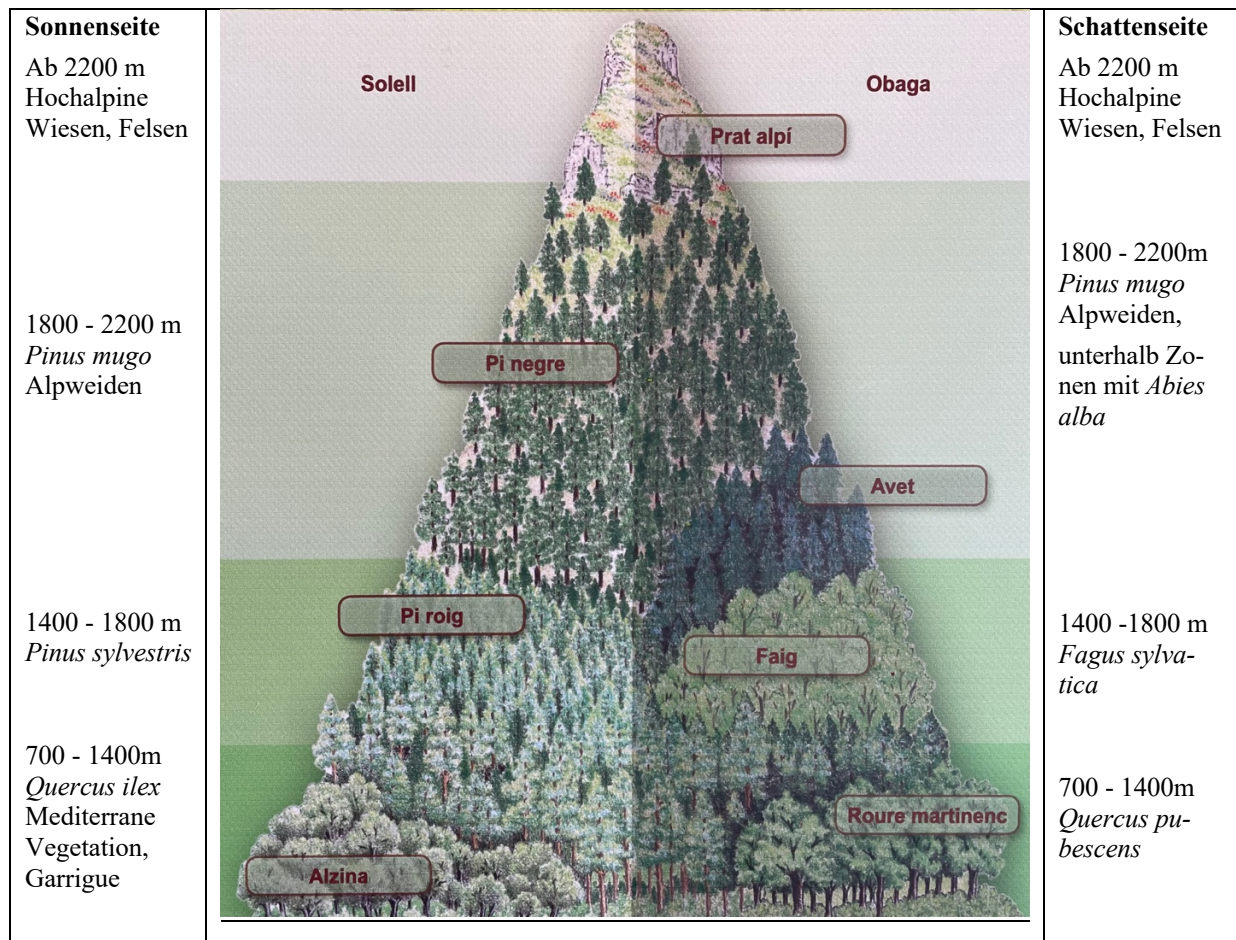 Sonnenseite
Ab 2200 m
Hochalpine
Wiesen, Felsen
1800 - 2200 m
Pinus mugo
Alpweiden
1400 - 1800 m
Pinus sylvestris
700 - 1400m
Quercus ilex
Mediterrane
Vegetation,
Garrigue
Solell
Obaga
Prat alpí
Pi negre
Avet
Pi roig
Faig
Roure martinenc
Alzina
Schattenseite
Ab 2200 m
Hochalpine
Wiesen, Felsen
1800 - 2200m
Pinus mugo
Alpweiden,
unterhalb Zo-
nen mit Abies
alba
1400 -1800 m
Fagus sylva-
tica
700 - 1400m
Quercus pu-
bescens